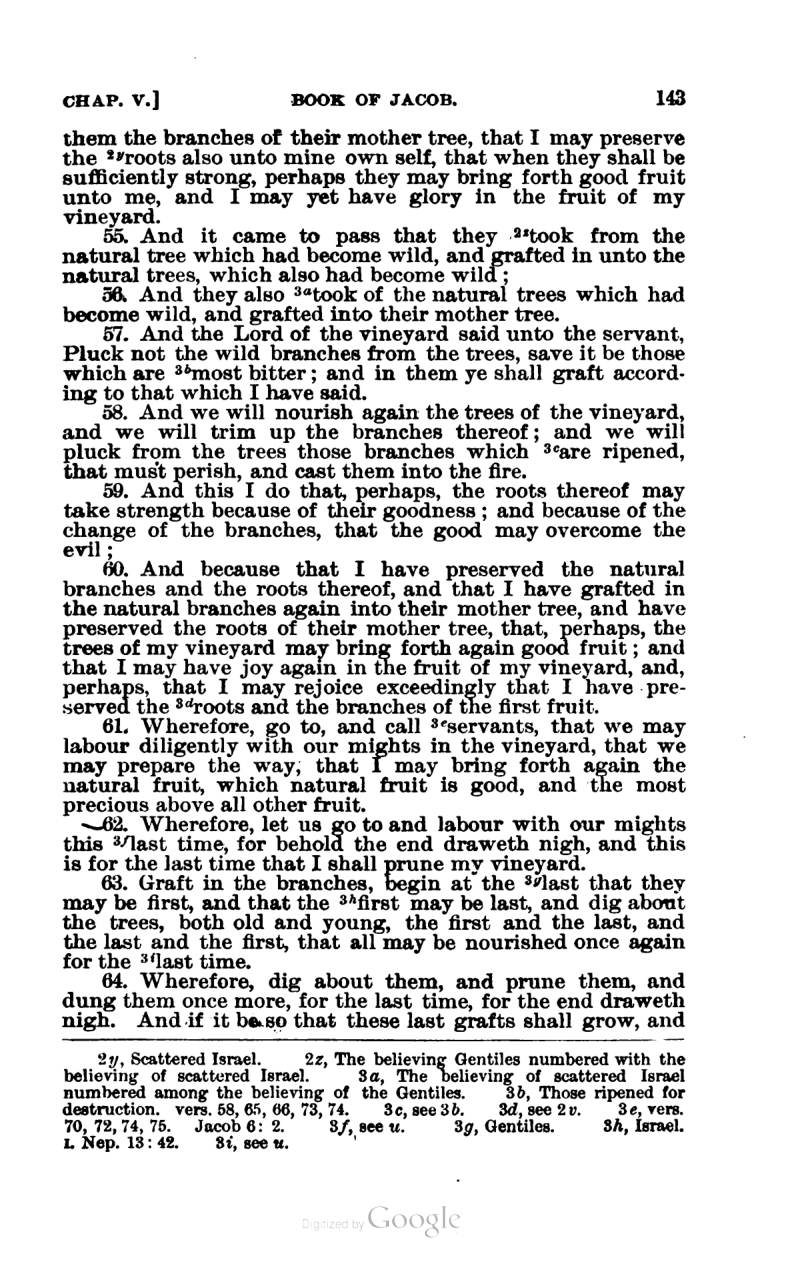 CHAP. V.] BOOK OF JACOB. 143
them the branches of their mother tree, that I may preserve
the 2yroots also unto mine own self, that when they shall be
sufficiently strong, perhaps they may bring forth good fruit
unto me, and I may yet have glory in the fruit of my
vineyard.
55. And it came to pass that they 2ztook from the
natural tree which had become wild, and grafted in unto the
natural trees, which also had become wild;
56. And they also 3atook of the natural trees which had
become wild, and grafted into their mother tree.
57. And the Lord of the vineyard said unto the servant,
Pluck not the wild branches from the trees, save it be those
which are 3bmost bitter; and in them ye shall graft accord-
ing to that which I have said.
58. And we will nourish again the trees of the vineyard,
and we will trim up the branches thereof; and we will
pluck from the trees those branches which 3care ripened,
that must perish, and cast them into the fire.
59. And this I do that, perhaps, the roots thereof may
take strength because of their goodness; and because of the
change of the branches, that the good may overcome the
evil;
60. And because that I have preserved the natural
branches and the roots thereof, and that I have grafted in
the natural branches again into their mother tree, and have
preserved the roots of their mother tree, that, perhaps, the
trees of my vineyard may bring forth again good fruit; and
that I may have joy again in the fruit of my vineyard, and,
perhaps, that I may rejoice exceedingly that I have pre-
served the 3droots and the branches of the first fruit.
61. Wherefore, go to, and call 3eservants, that we may
labour diligently with our mights in the vineyard, that we
may prepare the way, that I may bring forth again the
natural fruit, which natural fruit is good, and the most
precious above all other fruit.
62. Wherefore, let us go to and labour with our mights
this 3flast time, for behold the end draweth nigh, and this
is for the last time that I shall prune my vineyard.
63. Graft in the branches, begin at the 3glast that they
may be first, and that the 3hfirst may be last, and dig about
the trees, both old and young, the first and the last, and
the last and the first, that all may be nourished once again
for the 3ilast time.
64. Wherefore, dig about them, and prune them, and
dung them once more, for the last time, for the end draweth
nigh. And if it be so that these last grafts shall grow, and
2y, Scattered Israel. 2z, The believing Gentiles numbered with the
believing of scattered Israel. 3a, The believing of scattered Israel
numbered among the believing of the Gentiles. 3b, Those ripened for
destruction. vers. 58, 65, 66, 73, 74. 3c, see 3b. 3d, see 2v. 3e, vers.
70, 72, 74, 75. Jacob 6: 2. 3f, see u. 3g, Gentiles. 3h, Israel.
I. Nep. 13: 42. 3i, see u.
Digitized by Google